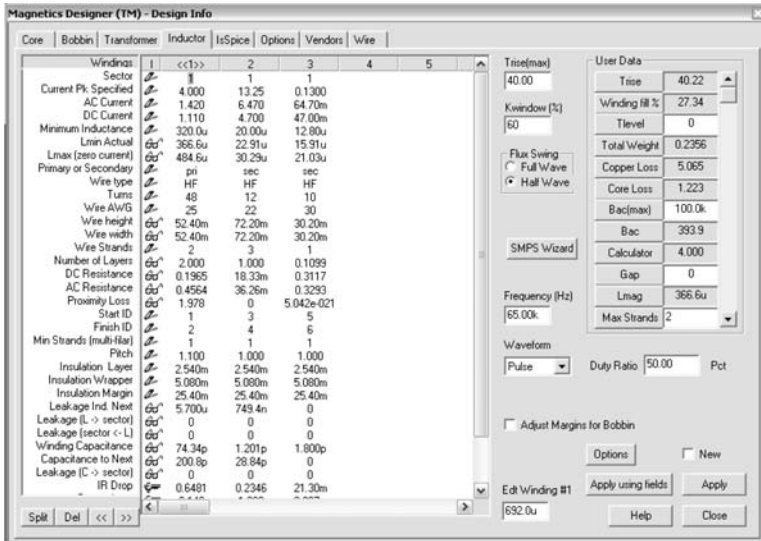 Magnetics Designer (TM) - Design Info
Core Bobbin Transformer Inductor IsSpice Options Vendors Wire
Windings I <<1>> 2 3 4 5
Sector 1 1 1
Current Pk Specified 4.000 13.25 0.1300
AC Current 1.420 6.470 64.70m
DC Current 1.110 4.700 47.00m
Minimum Inductance 320.0u 20.00u 12.80u
Lmin Actual 366.6u 22.91u 15.91u
Lmax (zero current) 484.6u 30.29u 21.03u
Primary or Secondary pri sec sec
Wire type HF HF HF
Turns 48 12 10
Wire AWG 25 22 30
Wire height 52.40m 72.20m 30.20m
Wire width 52.40m 72.20m 30.20m
Wire Strands 2 3 1
Number of Layers 2.000 1.000 0.1099
DC Resistance 0.1965 18.33m 0.3117
AC Resistance 0.4564 36.26m 0.3293
Proximity Loss 1.978 0 5.042e-021
Start ID 1 3 5
Finish ID 2 4 6
Min Strands (multi-filar) 1 1 1
Pitch 1.100 1.000 1.000
Insulation Layer 2.540m 2.540m 2.540m
Insulation Wrapper 5.080m 5.080m 5.080m
Insulation Margin 25.40m 25.40m 25.40m
Leakage Ind. Next 5.700u 749.4n 0
Leakage (L -> sector) 0 0 0
Leakage (sector <- L) 0 0 0
Winding Capacitance 74.34p 1.201p 1.800p
Capacitance to Next 200.8p 28.84p 0
Leakage (C -> sector) 0 0 0
IR Drop 0.6481 0.2346 21.30m
Split Del << >>
Trise(max)
40.00
Kwindow (%)
60
Flux Swing
Full Wave
Half Wave
SMPS Wizard
Frequency (Hz)
65.00k
Waveform
Pulse
Duty Ratio 50.00 Pct
User Data
Trise 40.22
Winding fill % 27.34
Tlevel 0
Total Weight 0.2356
Copper Loss 5.065
Core Loss 1.223
Bac(max) 100.0k
Bac 393.9
Calculator 4.000
Gap 0
Lmag 366.6u
Max Strands 2
Adjust Margins for Bobbin
Options New
Edt Winding #1 Apply using fields Apply
692.0u
Help Close